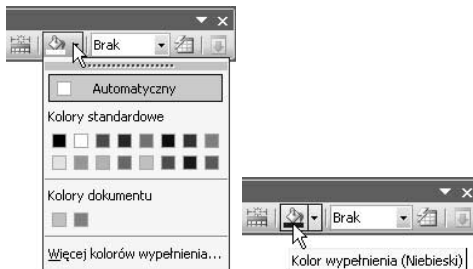 Brak
Automatyczny
Kolory standardowe
Kolory dokumentu
Więcej kolorów wypełnienia...
Brak
Kolor wypełnienia (Niebieski)